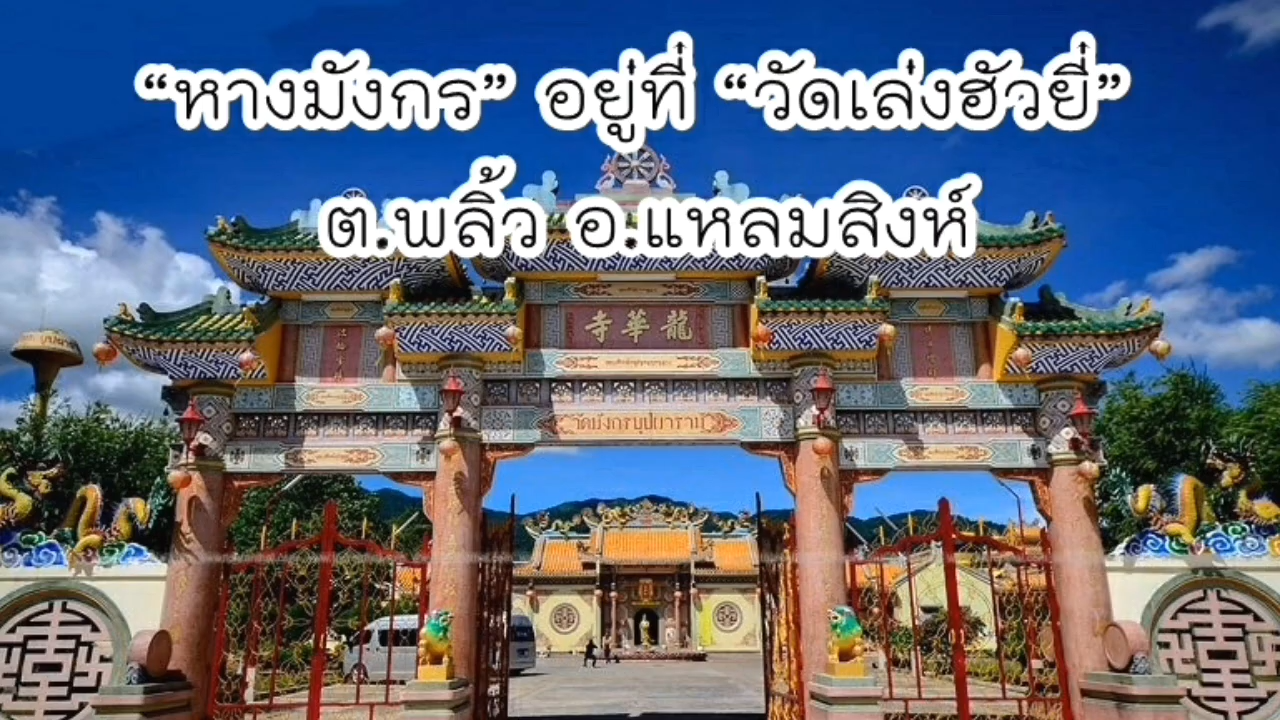 “หางมังกร” อยู่ที่ “วัดเล่งฮัวยี่”
ต.พลิ้ว อ.แหลมสิงห์
寺華龍
วัดมังกรบุปผาราม